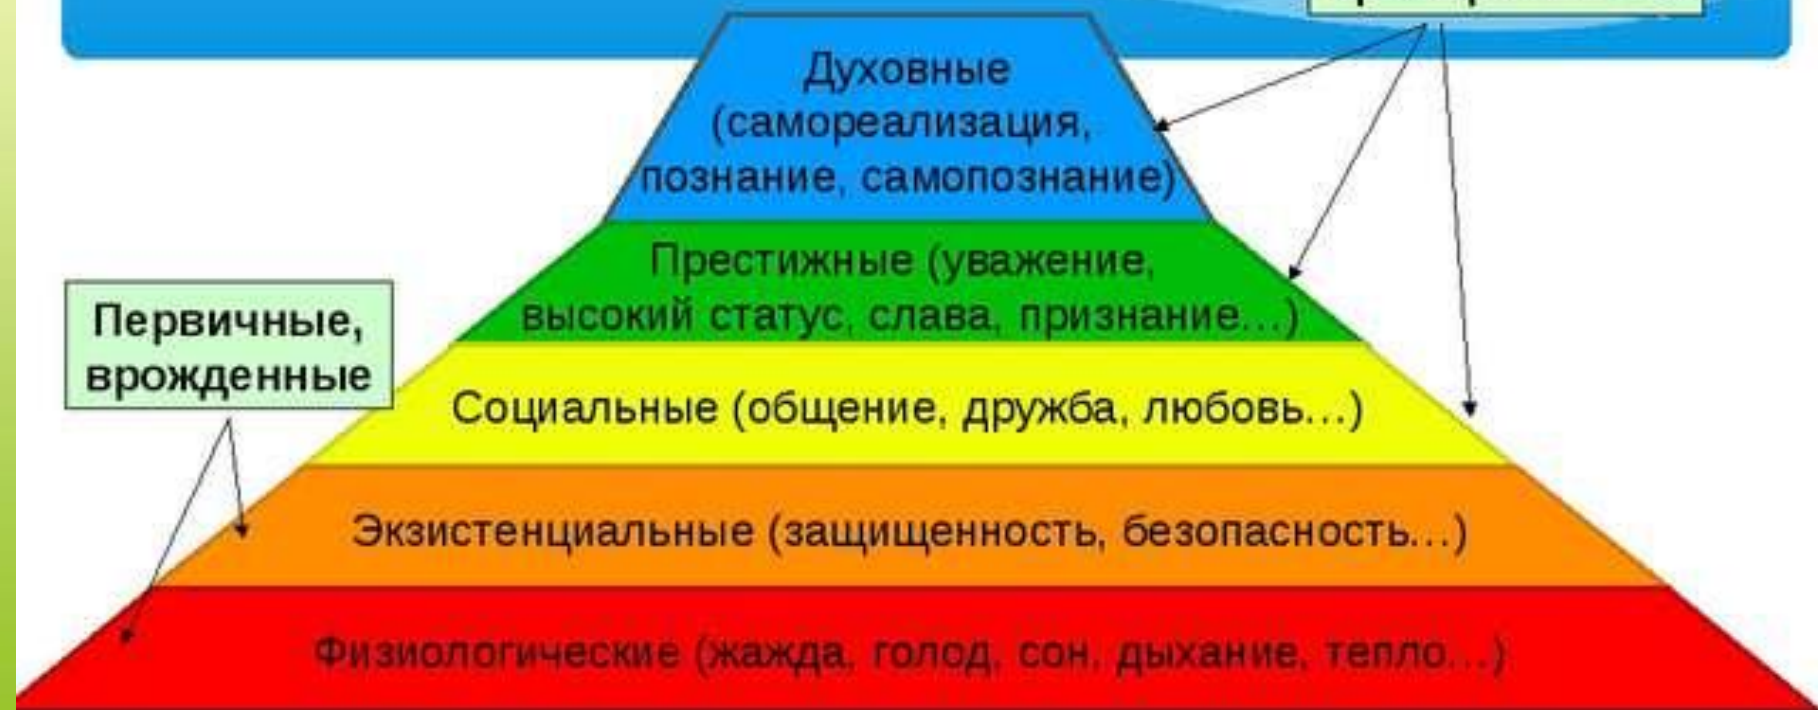 Духовные
(самореализация,
познание, самопознание)
Престижные (уважение,
высокий статус, слава, признание...)
Первичные,
врожденные
Социальные (общение, дружба, любовь...)
Экзистенциальные (защищенность, безопасность...)
Физиологические (жажда, голод, сон, дыхание, тепло...)